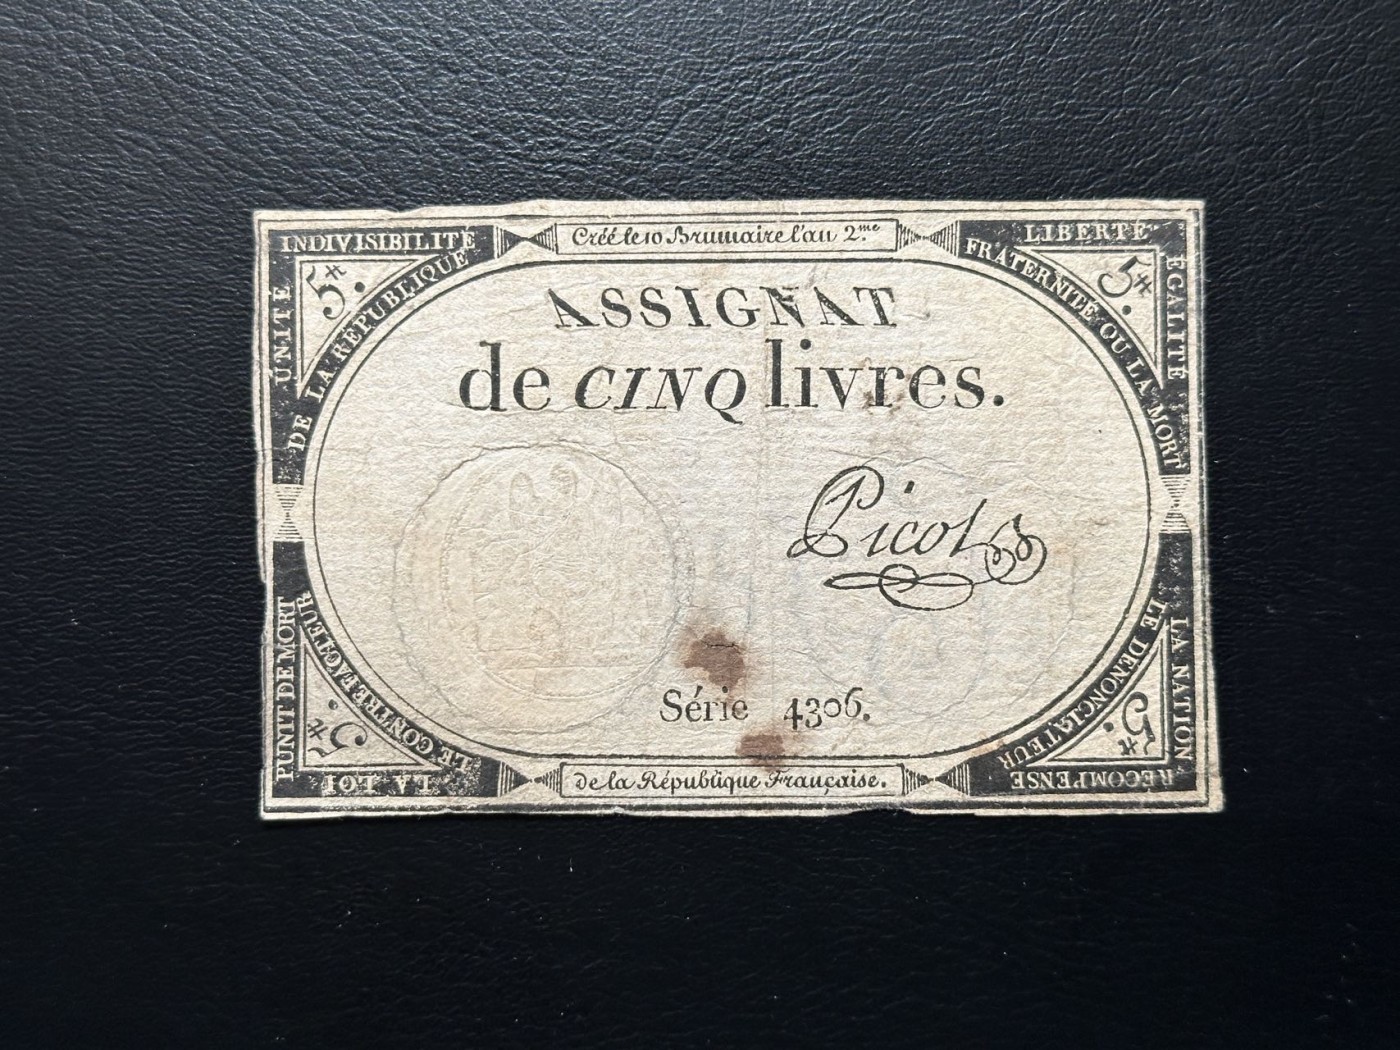 Créé le 10 Brumaire l'an 2.me
INDIVISIBILITÉ
UNITÉ
DE LA RÉPUBLIQUE
5.₶
LIBERTÉ
ÉGALITÉ
FRATERNITÉE OU LA MORT
5.₶
ASSIGNAT
de CINQ livres.
Picot
Série 4306.
PUNIT DE MORT
LE CONTREFACTEUR
LA LOI
5.₶
LA NATION
LE DENONCIATEUR
RÉCOMPENSE
5.₶
de la République Française.